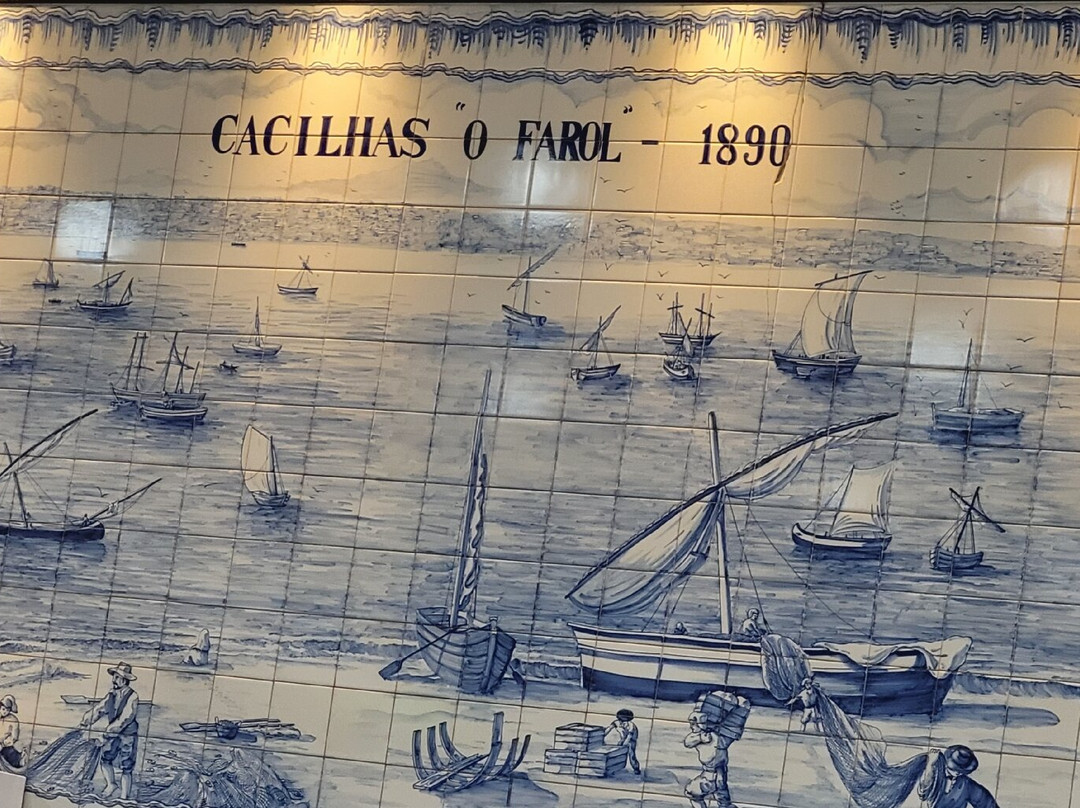 CACILHAS "O FAROL" - 1890